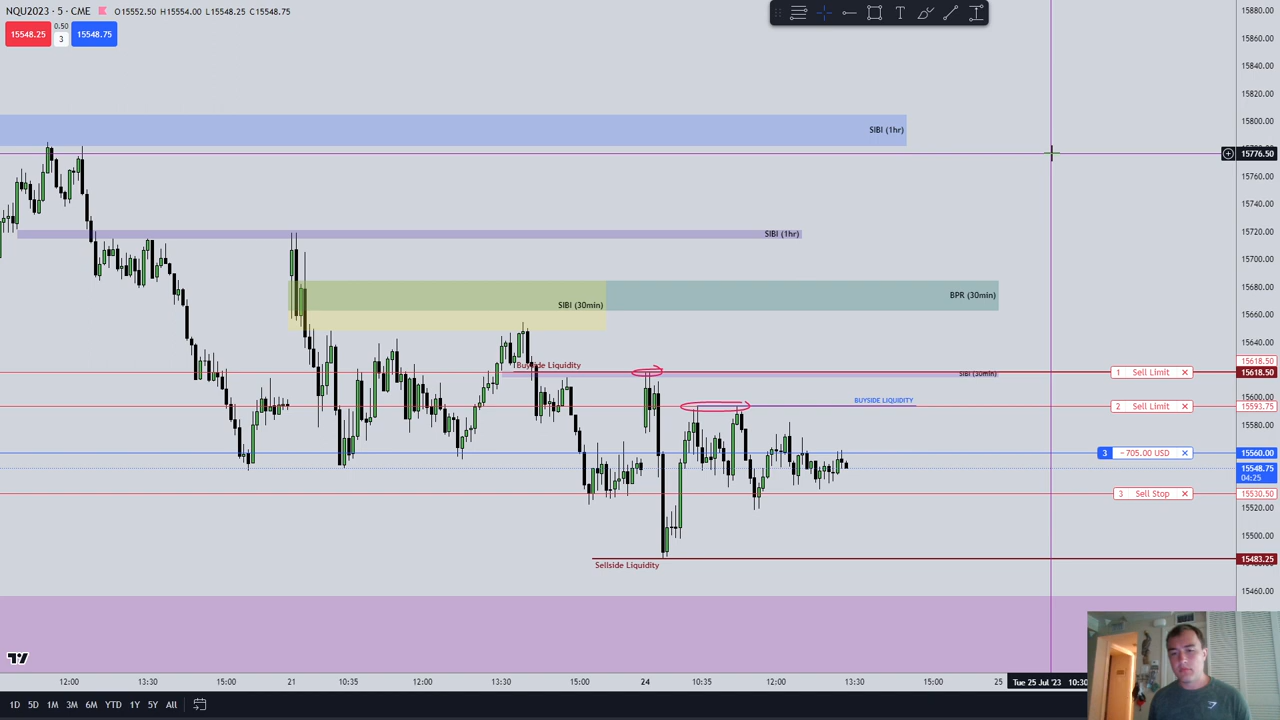 NQU2023 · 5 · CME O15552.50 H15554.00 L15548.25 C15548.75
15548.25 0.50 3 15548.75
SIBI (1hr)
SIBI (1hr)
SIBI (30min) BPR (30min)
Buyside Liquidity
SIBI (30min)
BUYSIDE LIQUIDITY
Sellside Liquidity
1 Sell Limit ✕
2 Sell Limit ✕
3 −705.00 USD ✕
3 Sell Stop ✕
15880.00
15860.00
15840.00
15820.00
15800.00
15776.50
15760.00
15740.00
15720.00
15700.00
15680.00
15660.00
15640.00
15618.50
15618.50
15600.00
15593.75
15580.00
15560.00
15548.75
04:25
15530.50
15520.00
15500.00
15483.25
15460.00
12:00 13:30 21 10:35 12:00 13:30 15:00 24 10:35 12:00 13:30 15:00 25 Tue 25 Jul '23 10:30
1D 5D 1M 3M 6M YTD 1Y 5Y All